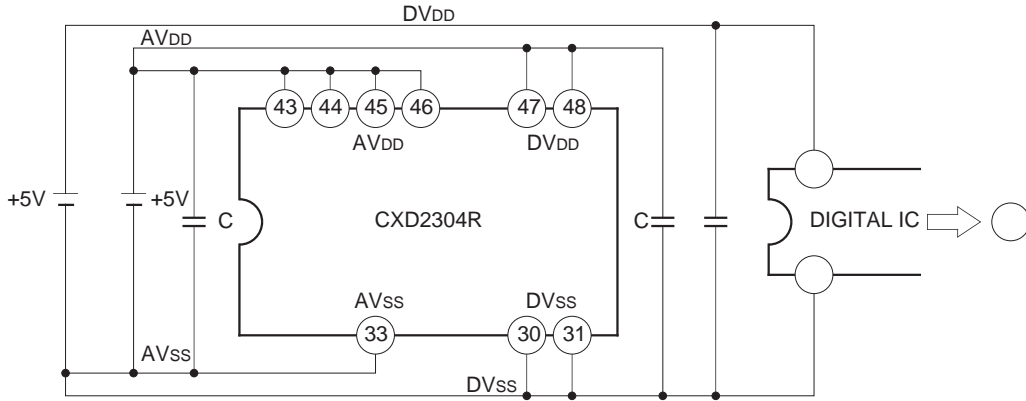 DVDD
AVDD
43 44 45 46 47 48
AVDD DVDD
+5V +5V C CXD2304R C DIGITAL IC
AVSS DVSS
33 30 31
AVSS
DVSS